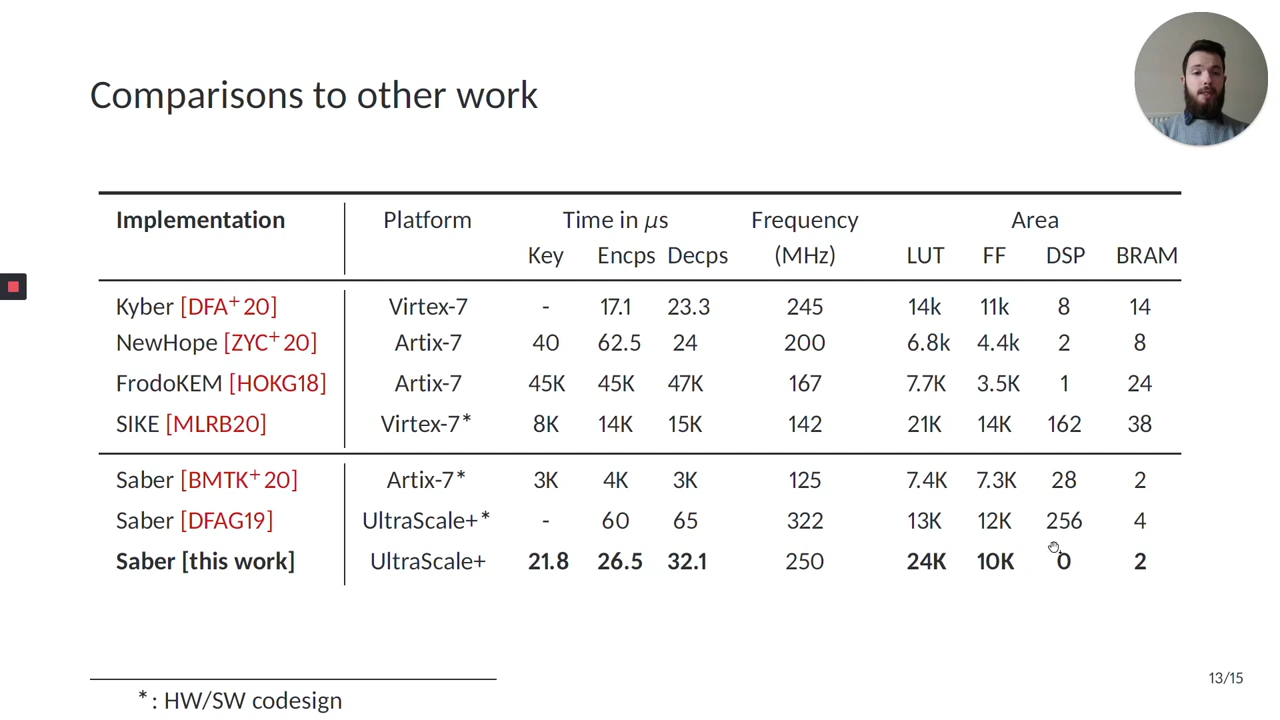 Comparisons to other work
Implementation Platform Time in μs Frequency Area
Key Encps Decps (MHz) LUT FF DSP BRAM
Kyber [DFA+20] Virtex-7 - 17.1 23.3 245 14k 11k 8 14
NewHope [ZYC+20] Artix-7 40 62.5 24 200 6.8k 4.4k 2 8
FrodoKEM [HOKG18] Artix-7 45K 45K 47K 167 7.7K 3.5K 1 24
SIKE [MLRB20] Virtex-7* 8K 14K 15K 142 21K 14K 162 38
Saber [BMTK+20] Artix-7* 3K 4K 3K 125 7.4K 7.3K 28 2
Saber [DFAG19] UltraScale+* - 60 65 322 13K 12K 256 4
Saber [this work] UltraScale+ 21.8 26.5 32.1 250 24K 10K 0 2
13/15
*: HW/SW codesign